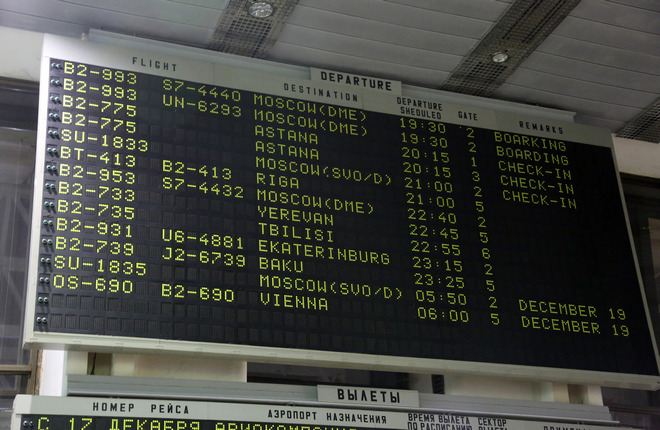 DEPARTURE
FLIGHT DESTINATION DEPARTURE SHEDULED GATE REMARKS
B2-993 S7-4440 MOSCOW(DME) 19:30 2 BOARKING
B2-993 UN-6293 MOSCOW(DME) 19:30 2 BOARDING
B2-775 ASTANA 20:15 1 CHECK-IN
B2-775 ASTANA 20:15 3 CHECK-IN
SU-1833 MOSCOW(SVO/D) 21:00 2 CHECK-IN
BT-413 B2-413 RIGA 21:00 5
B2-953 S7-4432 MOSCOW(DME) 22:40 2
B2-733 YEREVAN 22:45 5
B2-735 TBILISI 22:55 6
B2-931 U6-4881 EKATERINBURG 23:15 2
B2-739 J2-6739 BAKU 23:25 5
SU-1835 MOSCOW(SVO/D) 05:50 2 DECEMBER 19
OS-690 B2-690 VIENNA 06:00 5 DECEMBER 19
ВЫЛЕТЫ
НОМЕР РЕЙСА АЭРОПОРТ НАЗНАЧЕНИЯ ВРЕМЯ ВЫЛЕТА ПО РАСПИСАНИЮ СЕКТОР ВЫЛЕТА
С 17 ДЕКАБРЯ